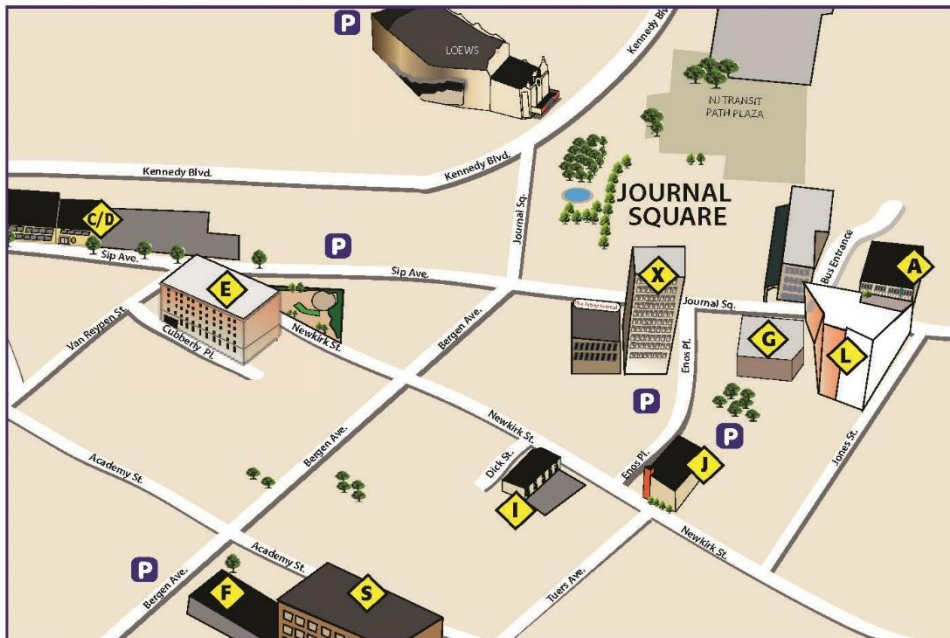 P
LOEWS
Kennedy Blvd.
NJ TRANSIT
PATH PLAZA
Kennedy Blvd.
Kennedy Blvd.
JOURNAL
SQUARE
Journal Sq.
C/D
P
Sip Ave.
Sip Ave.
Bus Entrance
A
X
E
Journal Sq.
Van Reypen St.
Cubberly Pl.
Newkirk St.
Bergen Ave.
G
L
Enos Pl.
P
P
Newkirk St.
Bergen Ave.
Dick St.
Enos Pl.
J
Jones St.
Academy St.
I
Newkirk St.
Academy St.
Tuers Ave.
P
Bergen Ave.
F
S